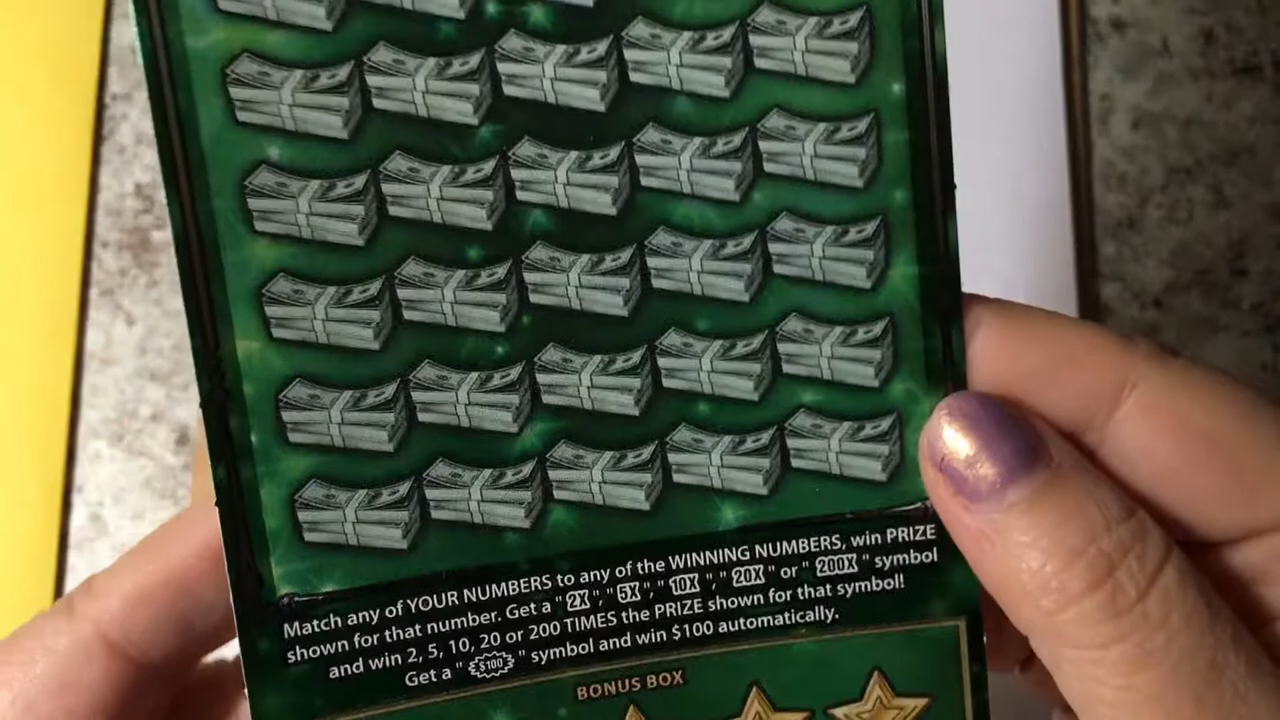 Match any of YOUR NUMBERS to any of the WINNING NUMBERS, win PRIZE
shown for that number. Get a "2X", "5X", "10X", "20X" or "200X" symbol
and win 2, 5, 10, 20 or 200 TIMES the PRIZE shown for that symbol!
Get a "$100" symbol and win $100 automatically.
BONUS BOX